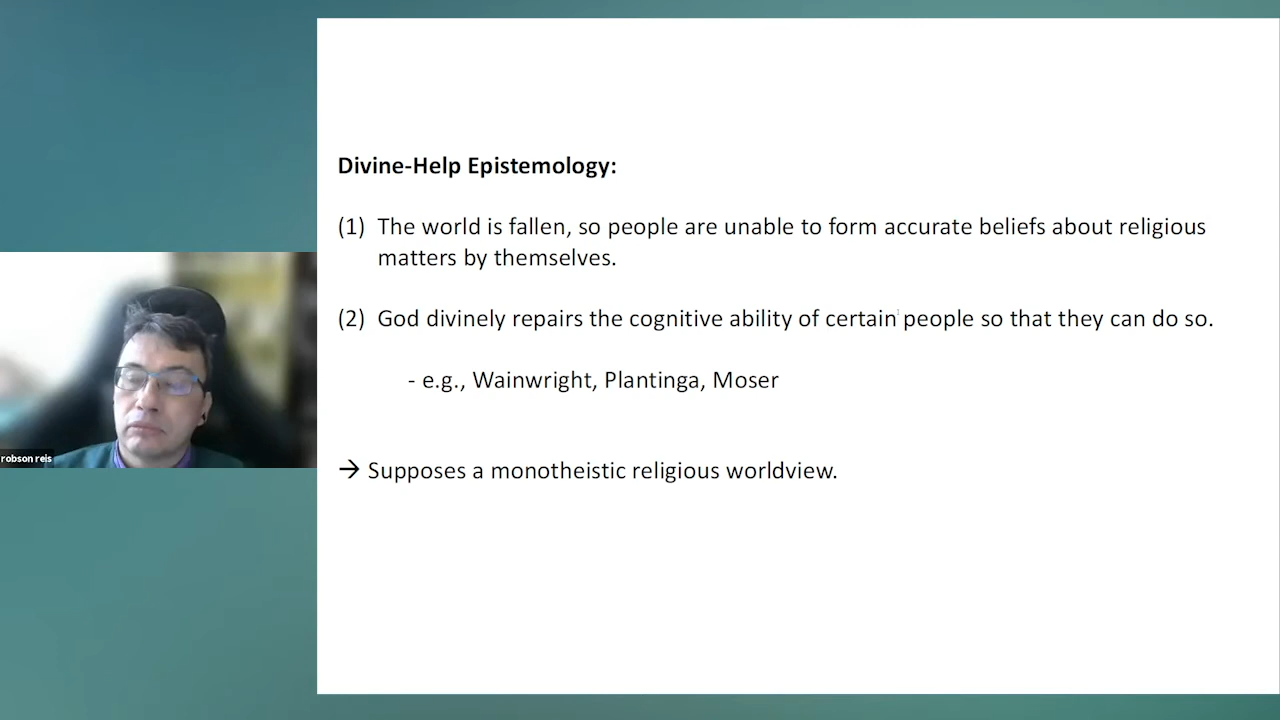 Divine-Help Epistemology:
(1) The world is fallen, so people are unable to form accurate beliefs about religious
matters by themselves.
(2) God divinely repairs the cognitive ability of certain people so that they can do so.
- e.g., Wainwright, Plantinga, Moser
robson reis
→ Supposes a monotheistic religious worldview.